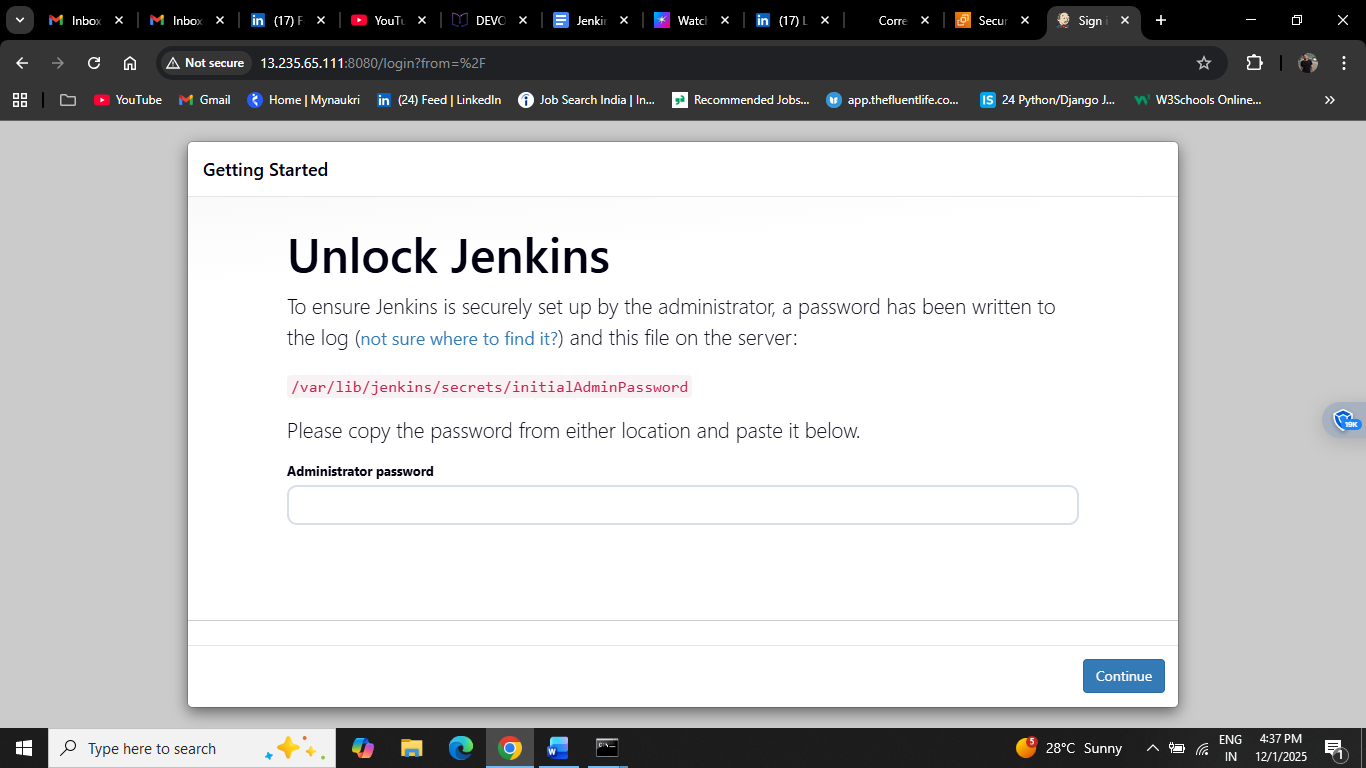 Inbox
Inbox
(17) F
YouTu
DEVO
Jenkin
Watch
(17) L
Corre
Secur
Sign i
Not secure
13.235.65.111:8080/login?from=%2F
YouTube
Gmail
Home | Mynaukri
(24) Feed | LinkedIn
Job Search India | In...
Recommended Jobs...
app.thefluentlife.co...
24 Python/Django J...
W3Schools Online...
Getting Started
Unlock Jenkins
To ensure Jenkins is securely set up by the administrator, a password has been written to
the log (not sure where to find it?) and this file on the server:
/var/lib/jenkins/secrets/initialAdminPassword
Please copy the password from either location and paste it below.
Administrator password
19K
Continue
Type here to search
5
28°C Sunny
ENG
IN
4:37 PM
12/1/2025
1